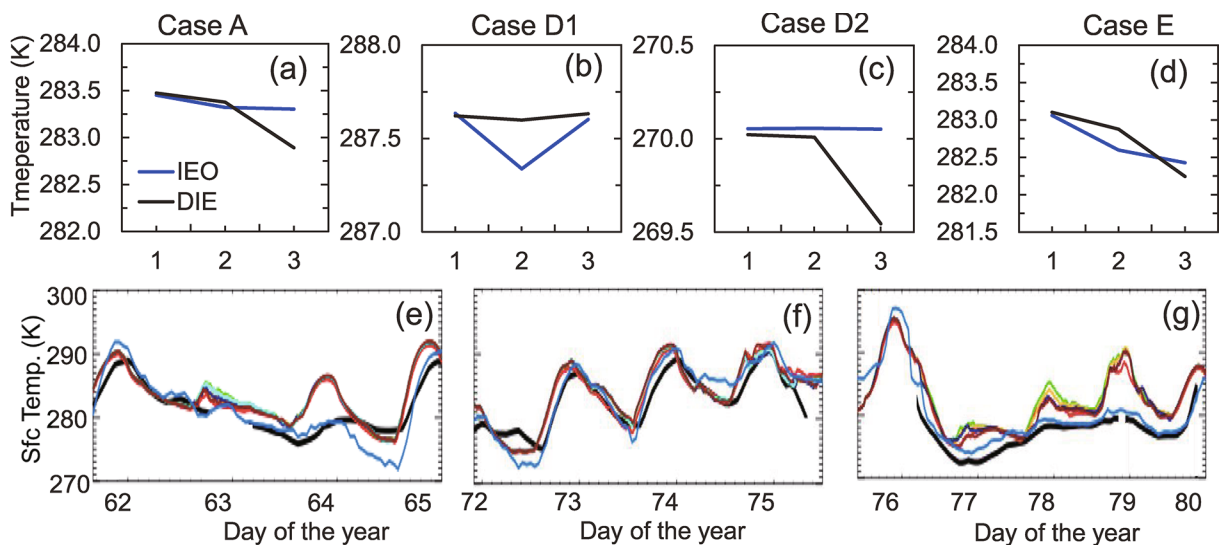 Case A Case D1 Case D2 Case E
Tmeperature (K)
284.0 288.0 270.5 284.0
(a) (b) (c) (d)
283.5
283.5
283.0 287.5 270.0 283.0
282.5
282.5 IEO
DIE 282.0
282.0 287.0 269.5 281.5
1 2 3 1 2 3 1 2 3 1 2 3
Sfc Temp. (K)
300 (e) (f) (g)
290
280
270
62 63 64 65 72 73 74 75 76 77 78 79 80
Day of the year Day of the year Day of the year